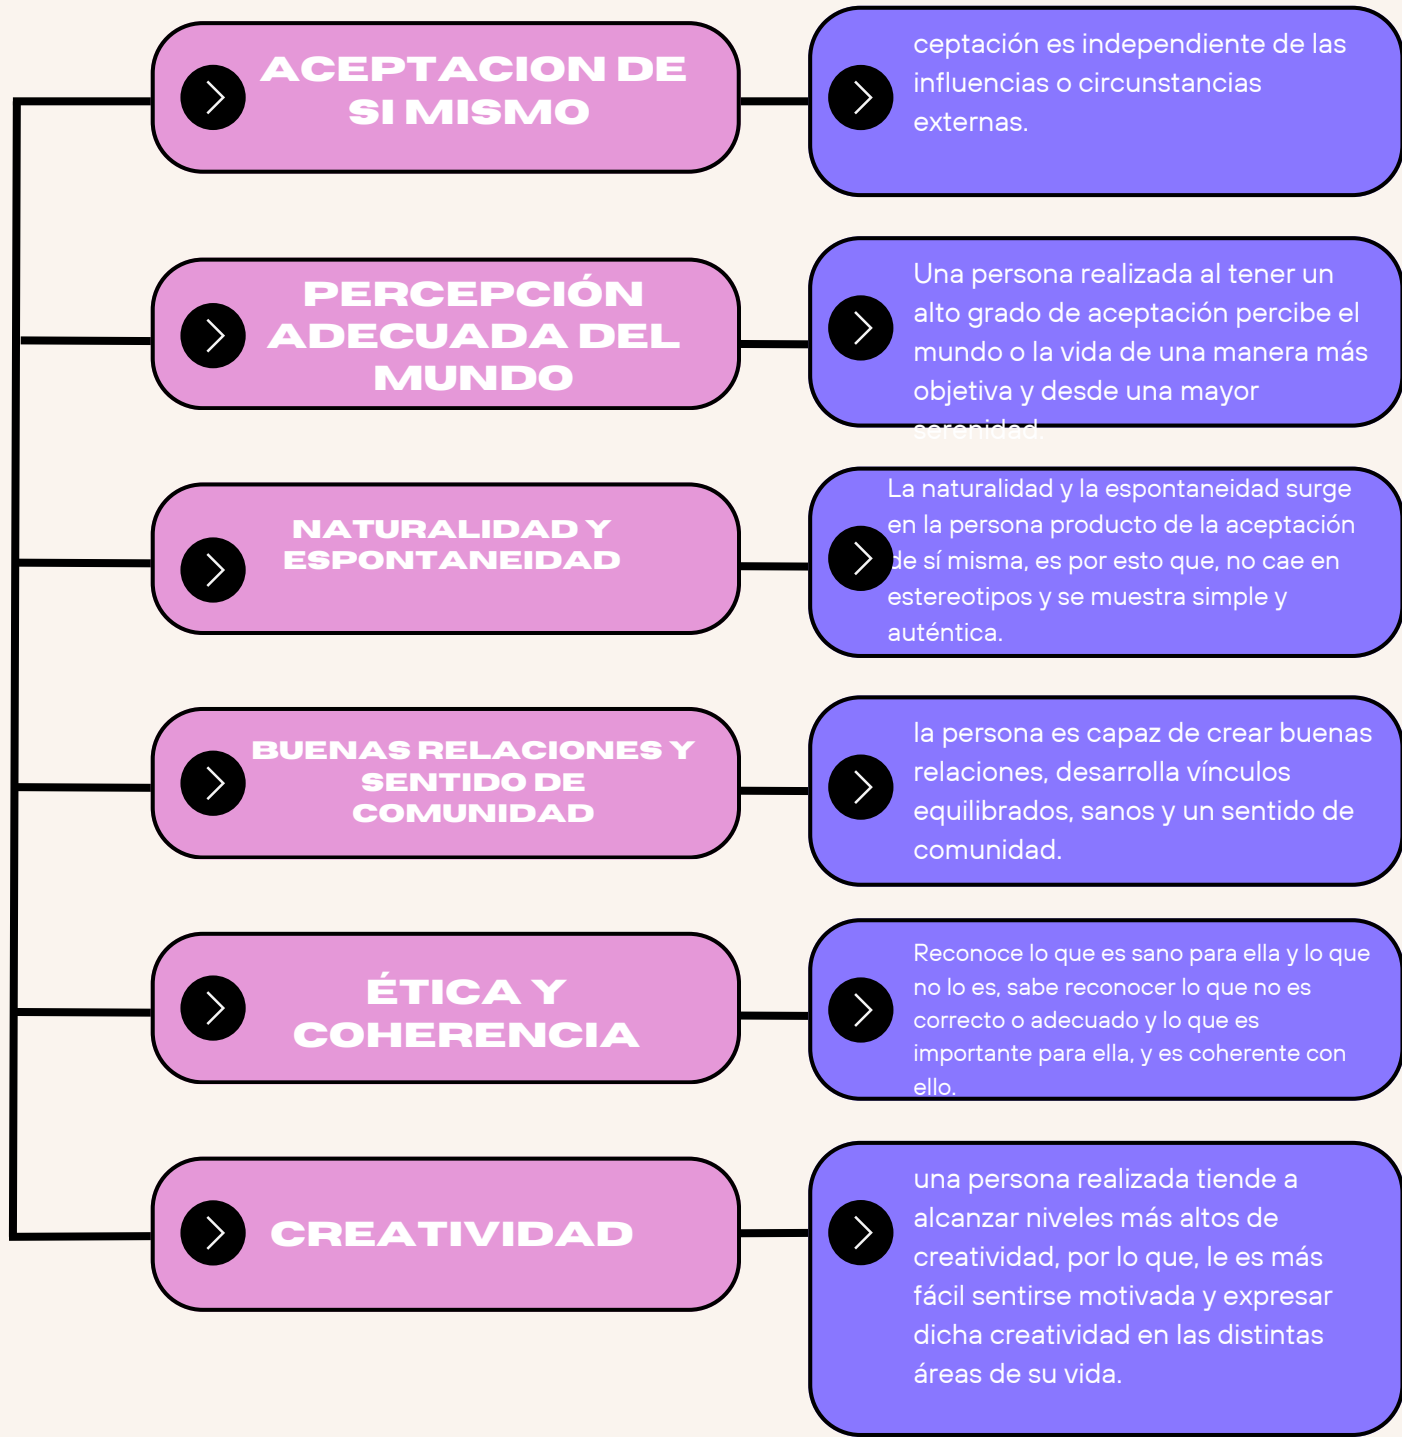 ACEPTACION DE
SI MISMO
ceptación es independiente de las
influencias o circunstancias
externas.
PERCEPCIÓN
ADECUADA DEL
MUNDO
Una persona realizada al tener un
alto grado de aceptación percibe el
mundo o la vida de una manera más
objetiva y desde una mayor
serenidad.
NATURALIDAD Y
ESPONTANEIDAD
La naturalidad y la espontaneidad surge
en la persona producto de la aceptación
de sí misma, es por esto que, no cae en
estereotipos y se muestra simple y
auténtica.
BUENAS RELACIONES Y
SENTIDO DE
COMUNIDAD
la persona es capaz de crear buenas
relaciones, desarrolla vínculos
equilibrados, sanos y un sentido de
comunidad.
ÉTICA Y
COHERENCIA
Reconoce lo que es sano para ella y lo que
no lo es, sabe reconocer lo que no es
correcto o adecuado y lo que es
importante para ella, y es coherente con
ello.
CREATIVIDAD
una persona realizada tiende a
alcanzar niveles más altos de
creatividad, por lo que, le es más
fácil sentirse motivada y expresar
dicha creatividad en las distintas
áreas de su vida.